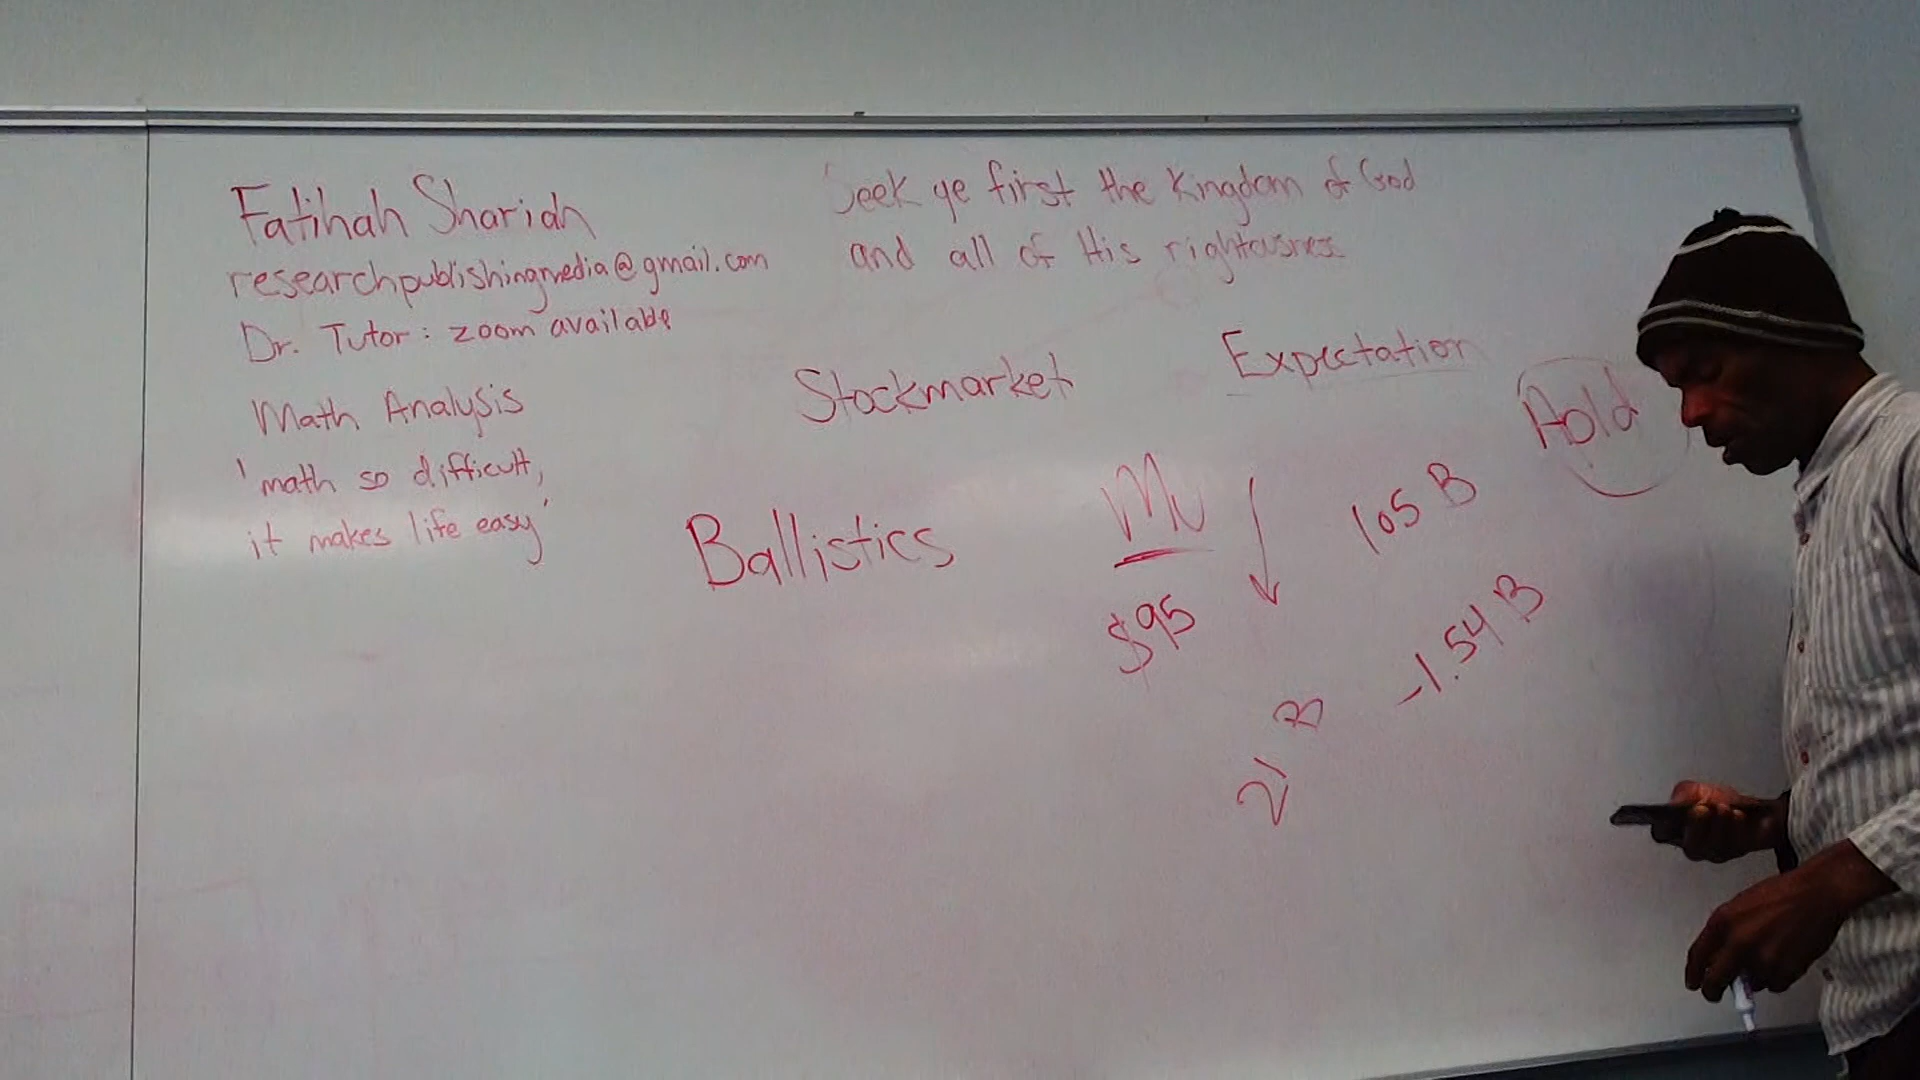 Fatihah Shariah
researchpublishingmedia@gmail.com
Dr. Tutor: zoom available
Math Analysis
'math so difficult,
it makes life easy'
Seek ye first the Kingdom of God
and all of His
Stockmarket
Expectation
Hold
Ballistics
Mu
$95
105 B
-1.54 B